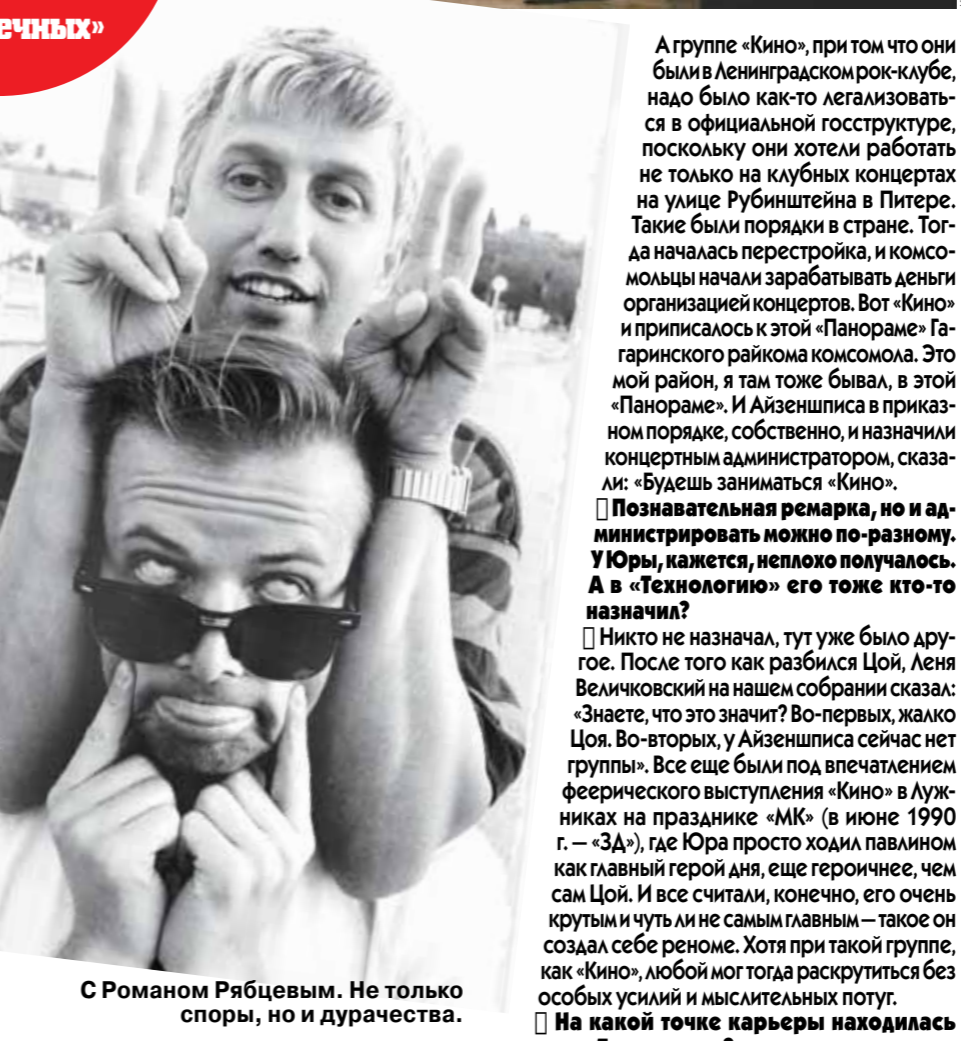 ечных»
А группе «Кино», при том что они
были в Ленинградском рок-клубе,
надо было как-то легализовать-
ся в официальной госструктуре,
поскольку они хотели работать
не только на клубных концертах
на улице Рубинштейна в Питере.
Такие были порядки в стране. Тог-
да началась перестройка, и комсо-
мольцы начали зарабатывать деньги
организацией концертов. Вот «Кино»
и приписалось к этой «Панораме» Га-
гаринского райкома комсомола. Это
мой район, я там тоже бывал, в этой
«Панораме». И Айзеншписа в приказ-
ном порядке, собственно, и назначили
концертным администратором, сказа-
ли: «Будешь заниматься «Кино».
Познавательная ремарка, но и ад-
министрировать можно по-разному.
У Юры, кажется, неплохо получалось.
А в «Технологию» его тоже кто-то
назначил?
Никто не назначал, тут уже было дру-
гое. После того как разбился Цой, Леня
Величковский на нашем собрании сказал:
«Знаете, что это значит? Во-первых, жалко
Цоя. Во-вторых, у Айзеншписа сейчас нет
группы». Все еще были под впечатлением
феерического выступления «Кино» в Луж-
никах на празднике «МК» (в июне 1990
г. — «ЗД»), где Юра просто ходил павлином
как главный герой дня, еще героичнее, чем
сам Цой. И все считали, конечно, его очень
крутым и чуть ли не самым главным — такое он
создал себе реноме. Хотя при такой группе,
как «Кино», любой мог тогда раскрутиться без
особых усилий и мыслительных потуг.
На какой точке карьеры находилась
С Романом Рябцевым. Не только
споры, но и дурачества.